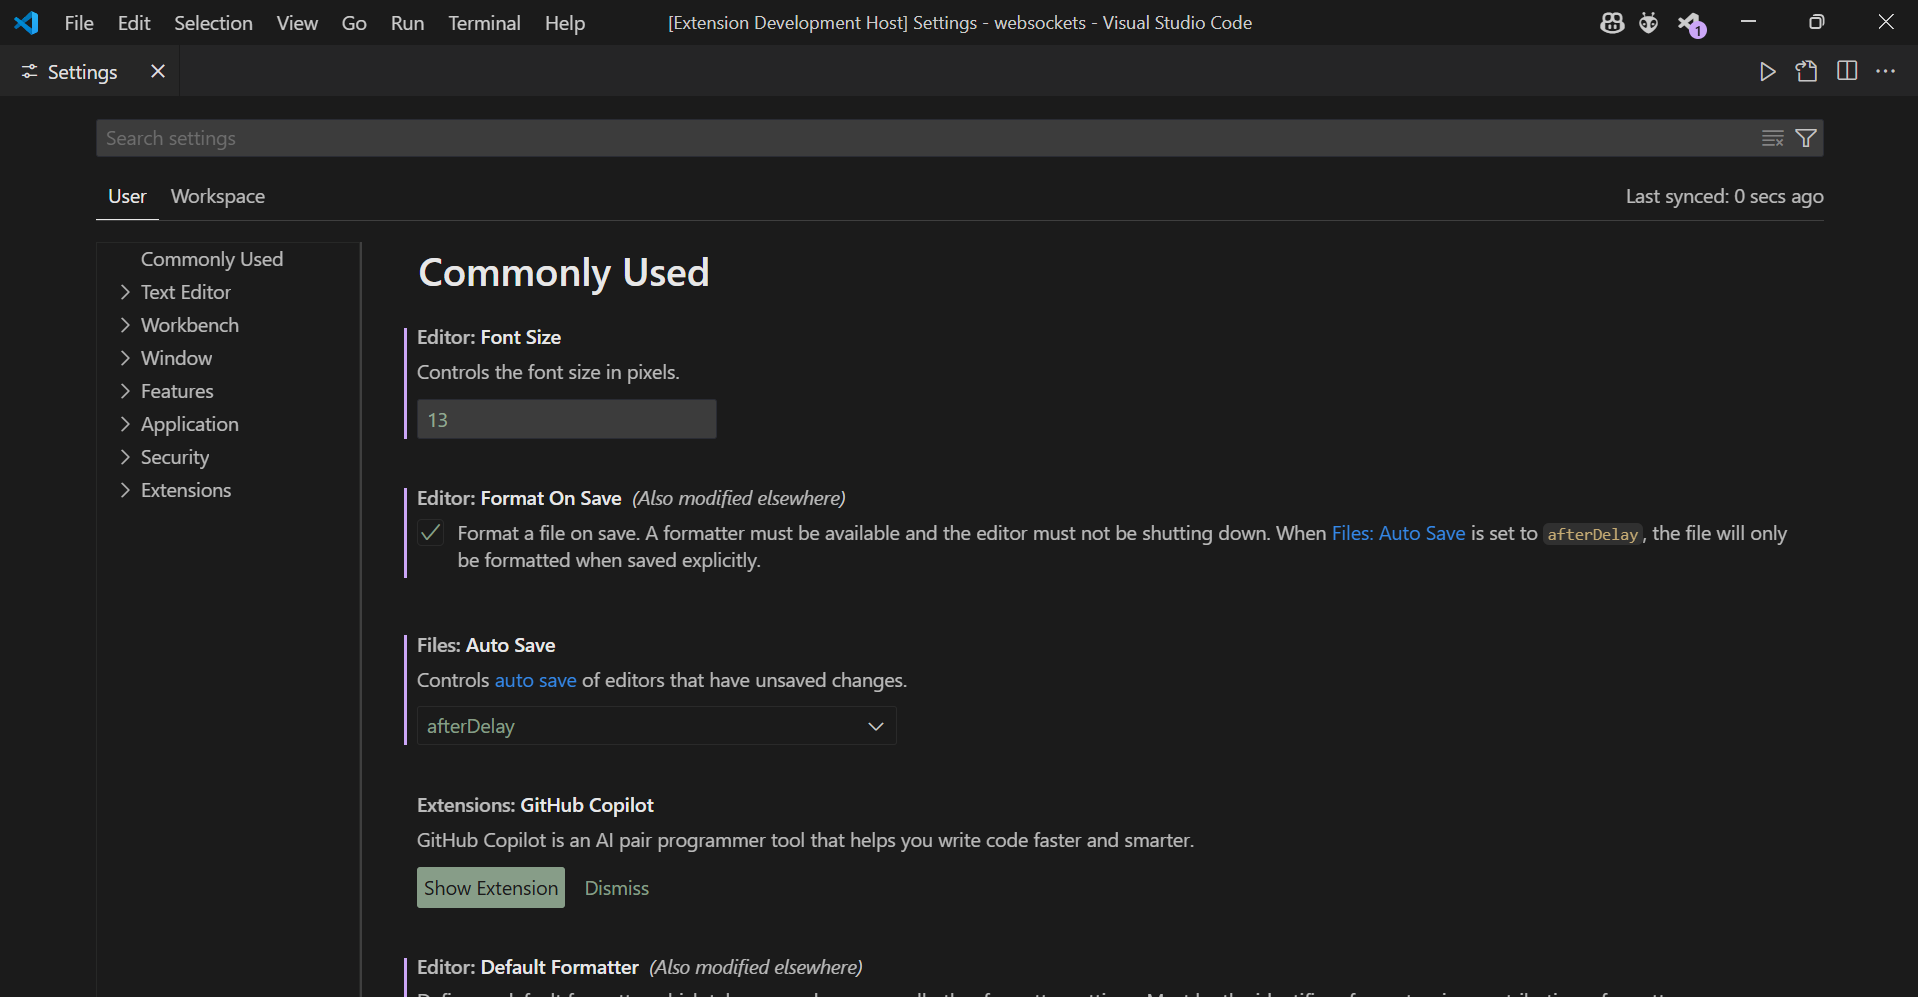 File Edit Selection View Go Run Terminal Help [Extension Development Host] Settings - websockets - Visual Studio Code 1
Settings
Search settings
User Workspace Last synced: 0 secs ago
Commonly Used
Text Editor
Workbench
Window
Features
Application
Security
Extensions
Commonly Used
Editor: Font Size
Controls the font size in pixels.
13
Editor: Format On Save (Also modified elsewhere)
Format a file on save. A formatter must be available and the editor must not be shutting down. When Files: Auto Save is set to afterDelay, the file will only
be formatted when saved explicitly.
Files: Auto Save
Controls auto save of editors that have unsaved changes.
afterDelay
Extensions: GitHub Copilot
GitHub Copilot is an AI pair programmer tool that helps you write code faster and smarter.
Show Extension Dismiss
Editor: Default Formatter (Also modified elsewhere)